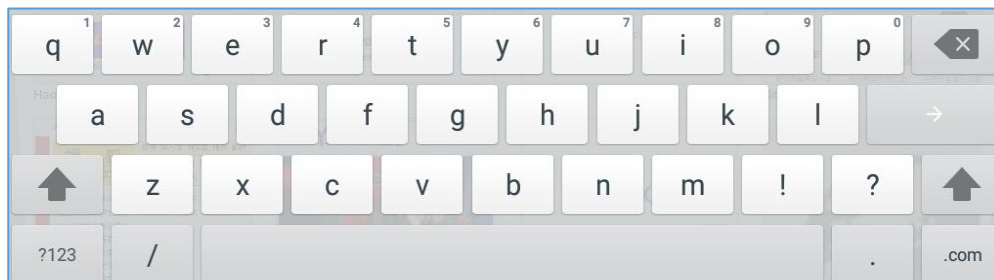 q 1 w 2 e 3 r 4 t 5 y 6 u 7 i 8 o 9 p 0
a s d f g h j k l
z x c v b n m ! ?
?123 / . .com